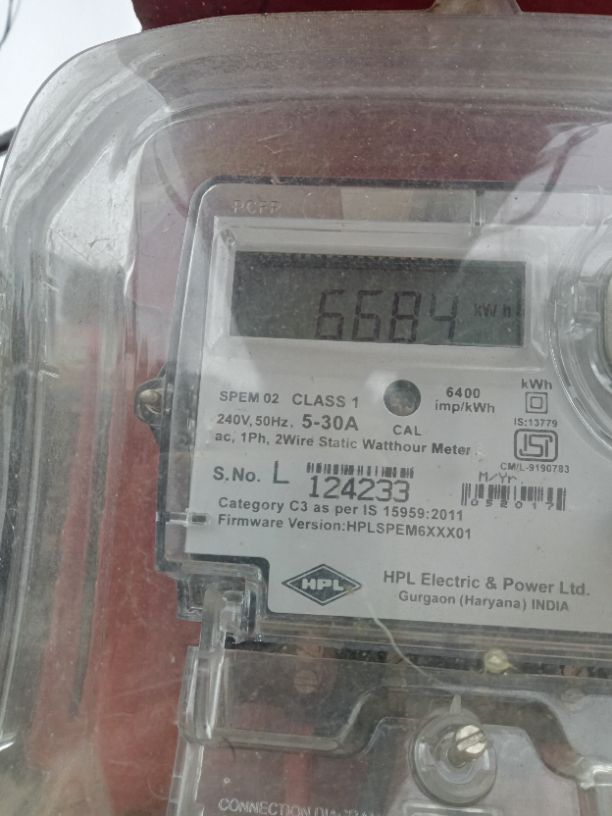 6684 kWh
SPEM 02 CLASS 1
240V, 50Hz, 5-30A
ac, 1Ph, 2Wire Static Watthour Meter
CAL
6400
imp/kWh
kWh
IS:13779
CM/L-9190783
S.No. L 124233
M/Yr.
052017
Category C3 as per IS 15959:2011
Firmware Version:HPLSPEM6XXX01
HPL
HPL Electric & Power Ltd.
Gurgaon (Haryana) INDIA
CONNECTION